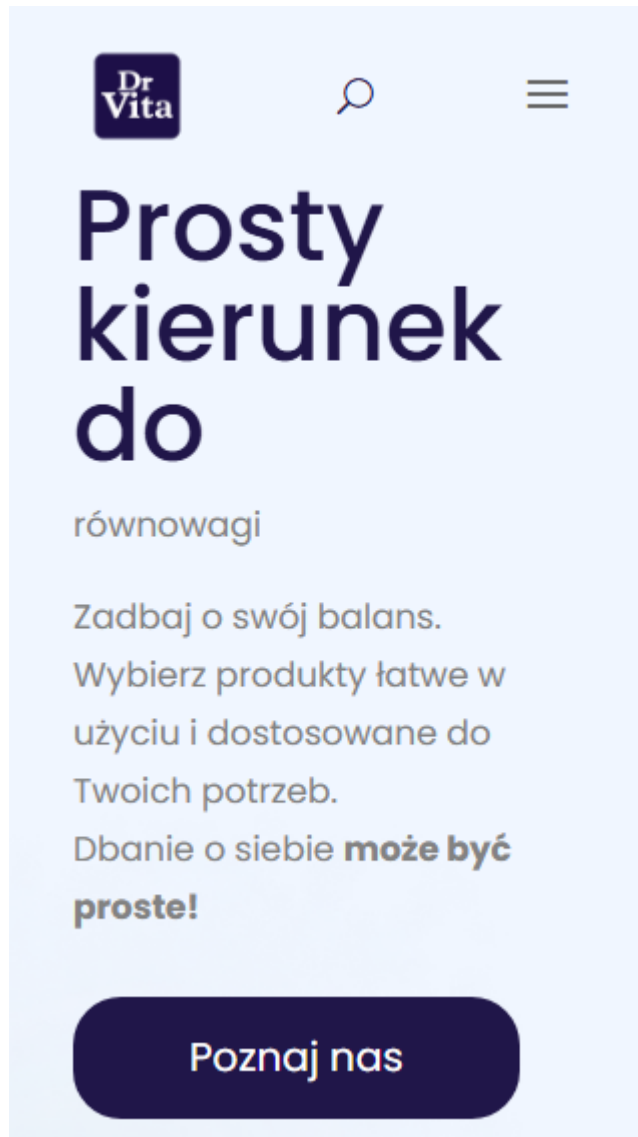 Dr
Vita
Prosty
kierunek
do
równowagi
Zadbaj o swój balans.
Wybierz produkty łatwe w
użyciu i dostosowane do
Twoich potrzeb.
Dbanie o siebie może być
proste!
Poznaj nas